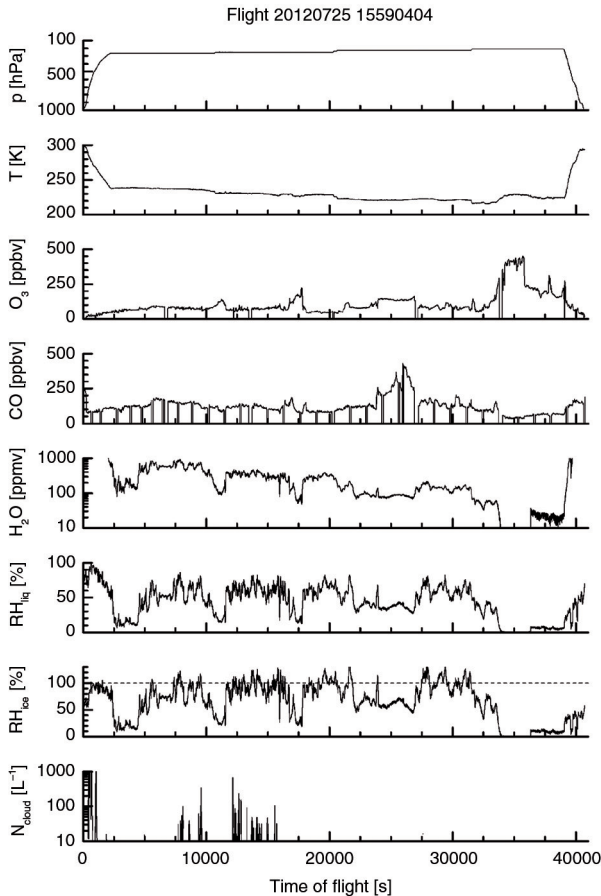 Flight 20120725 15590404
p [hPa]
100
500
1000
T [K]
300
250
200
O3 [ppbv]
500
250
0
CO [ppbv]
500
250
0
H2O [ppmv]
1000
100
10
RHliq [%]
100
50
0
RHice [%]
100
50
0
Ncloud [L−1]
1000
100
10
0 10000 20000 30000 40000
Time of flight [s]